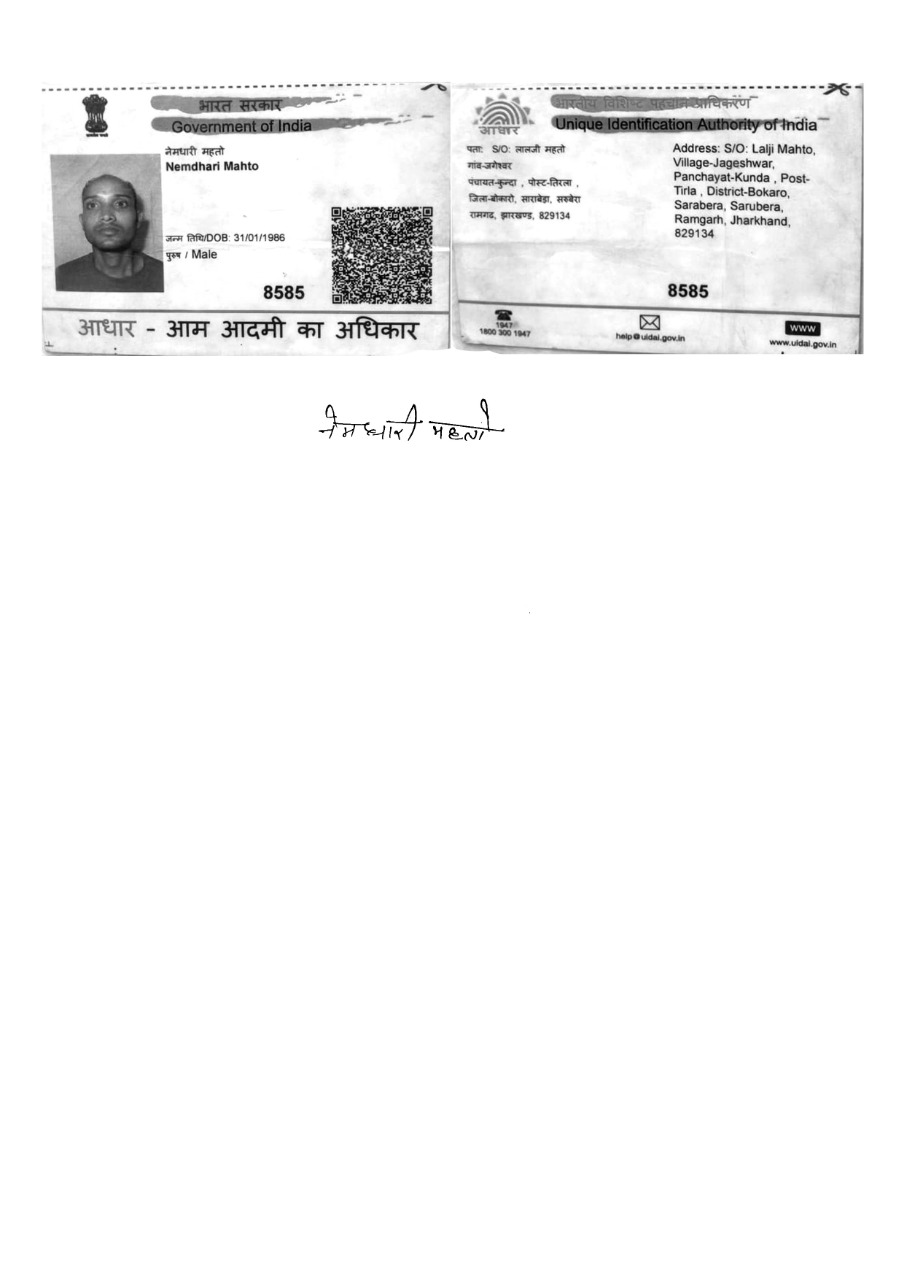 भारत सरकार
Government of India
नेमधारी महतो
Nemdhari Mahto
जन्म तिथि/DOB: 31/01/1986
पुरुष / Male
8585
आधार - आम आदमी का अधिकार
भारतीय विशिष्ट पहचान प्राधिकरण
Unique Identification Authority of India
आधार
पता: S/O: लालजी महतो
गांव-जगेश्वर
पंचायत-कुन्दा , पोस्ट-तिरला ,
जिला-बोकारो, साराबेड़ा, सरुबेरा
रामगढ, झारखण्ड, 829134
Address: S/O: Lalji Mahto,
Village-Jageshwar,
Panchayat-Kunda , Post-
Tirla , District-Bokaro,
Sarabera, Sarubera,
Ramgarh, Jharkhand,
829134
8585
1947
1800 300 1947
help@uidai.gov.in
www
www.uidai.gov.in
नेमधारी महतो